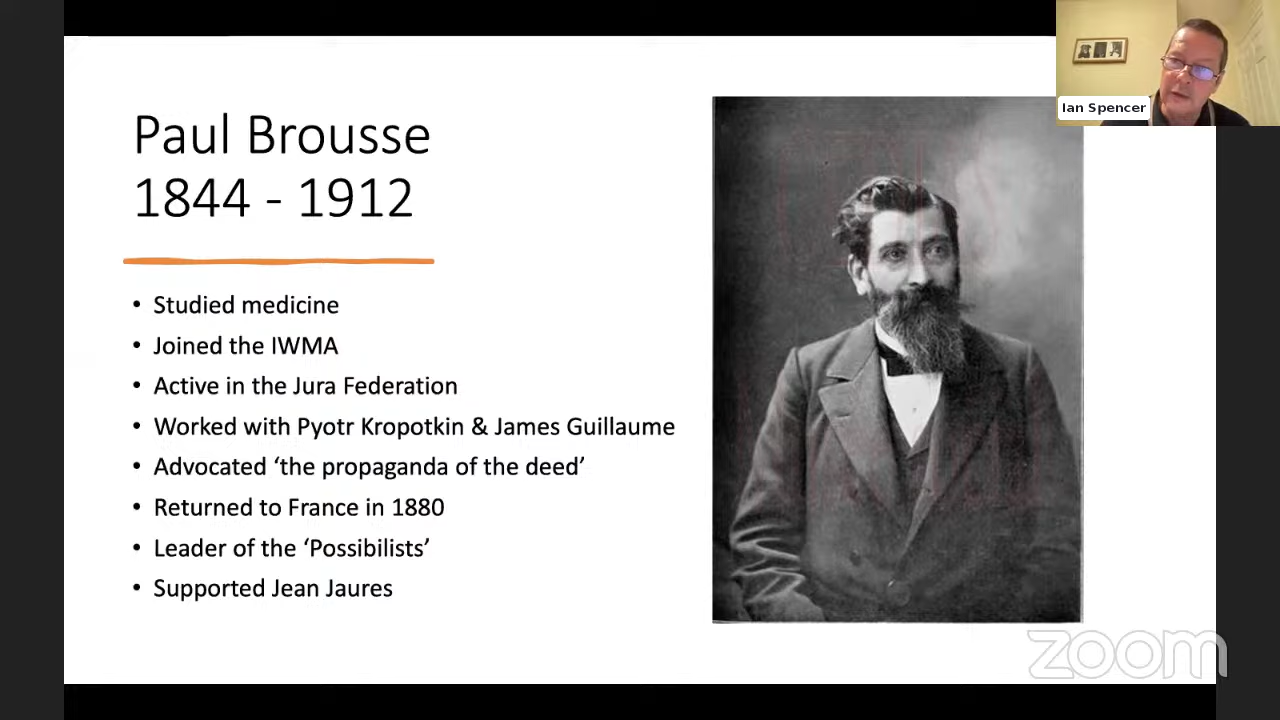 Paul Brousse
1844 - 1912
• Studied medicine
• Joined the IWMA
• Active in the Jura Federation
• Worked with Pyotr Kropotkin & James Guillaume
• Advocated ‘the propaganda of the deed’
• Returned to France in 1880
• Leader of the ‘Possibilists’
• Supported Jean Jaures
Ian Spencer
zoom